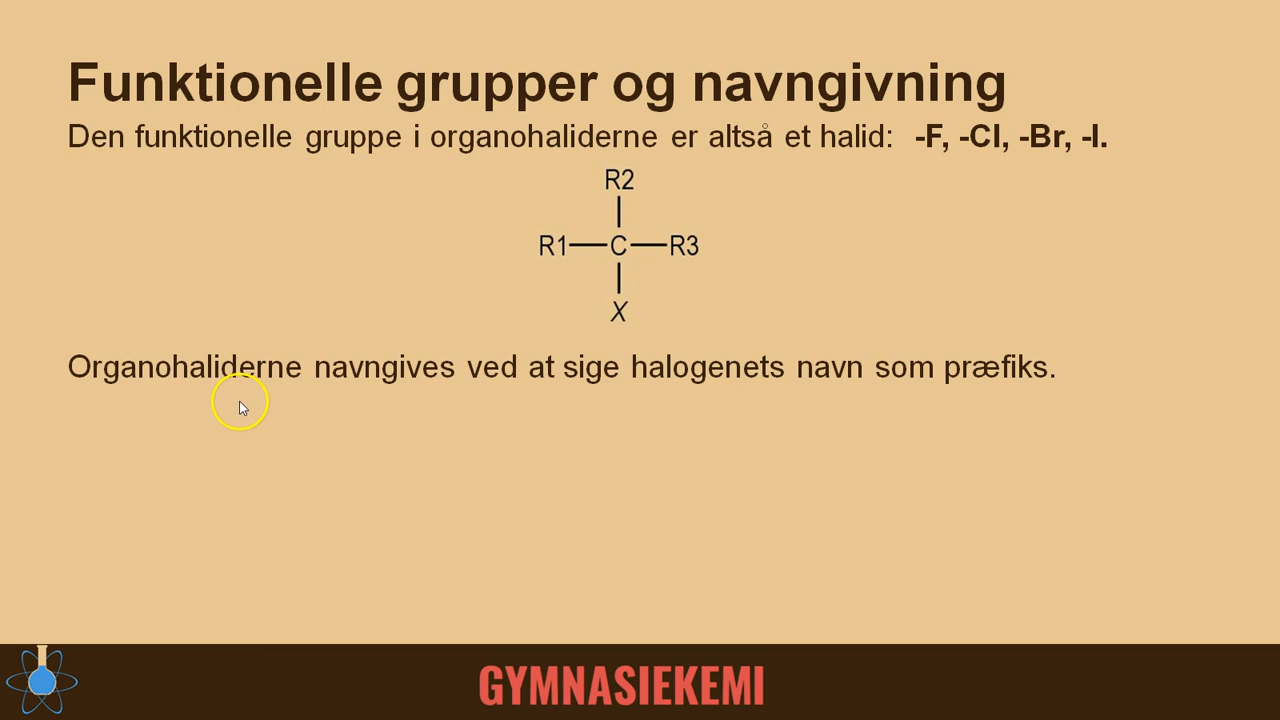 Funktionelle grupper og navngivning
Den funktionelle gruppe i organohaliderne er altså et halid: -F, -Cl, -Br, -I.
R2
R1 C R3
X
Organohaliderne navngives ved at sige halogenets navn som præfiks.
GYMNASIEKEMI